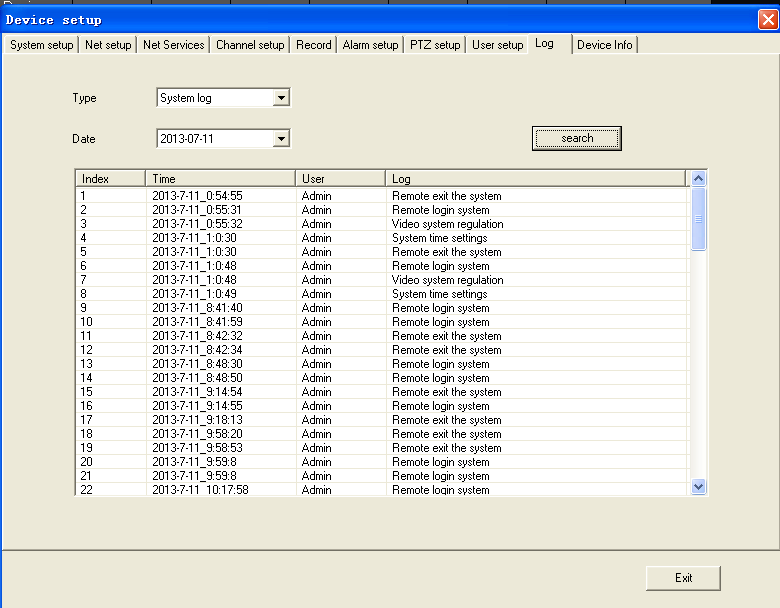 Device setup
System setup Net setup Net Services Channel setup Record Alarm setup PTZ setup User setup Log Device Info
Type System log
Date 2013-07-11 search
Index Time User Log
1 2013-7-11_0:54:55 Admin Remote exit the system
2 2013-7-11_0:55:31 Admin Remote login system
3 2013-7-11_0:55:32 Admin Video system regulation
4 2013-7-11_1:0:30 Admin System time settings
5 2013-7-11_1:0:30 Admin Remote exit the system
6 2013-7-11_1:0:48 Admin Remote login system
7 2013-7-11_1:0:48 Admin Video system regulation
8 2013-7-11_1:0:49 Admin System time settings
9 2013-7-11_8:41:40 Admin Remote login system
10 2013-7-11_8:41:59 Admin Remote login system
11 2013-7-11_8:42:32 Admin Remote exit the system
12 2013-7-11_8:42:34 Admin Remote exit the system
13 2013-7-11_8:48:30 Admin Remote login system
14 2013-7-11_8:48:50 Admin Remote login system
15 2013-7-11_9:14:54 Admin Remote exit the system
16 2013-7-11_9:14:55 Admin Remote login system
17 2013-7-11_9:18:13 Admin Remote exit the system
18 2013-7-11_9:58:20 Admin Remote exit the system
19 2013-7-11_9:58:53 Admin Remote exit the system
20 2013-7-11_9:59:8 Admin Remote login system
21 2013-7-11_9:59:8 Admin Remote login system
22 2013-7-11_10:17:58 Admin Remote login system
Exit